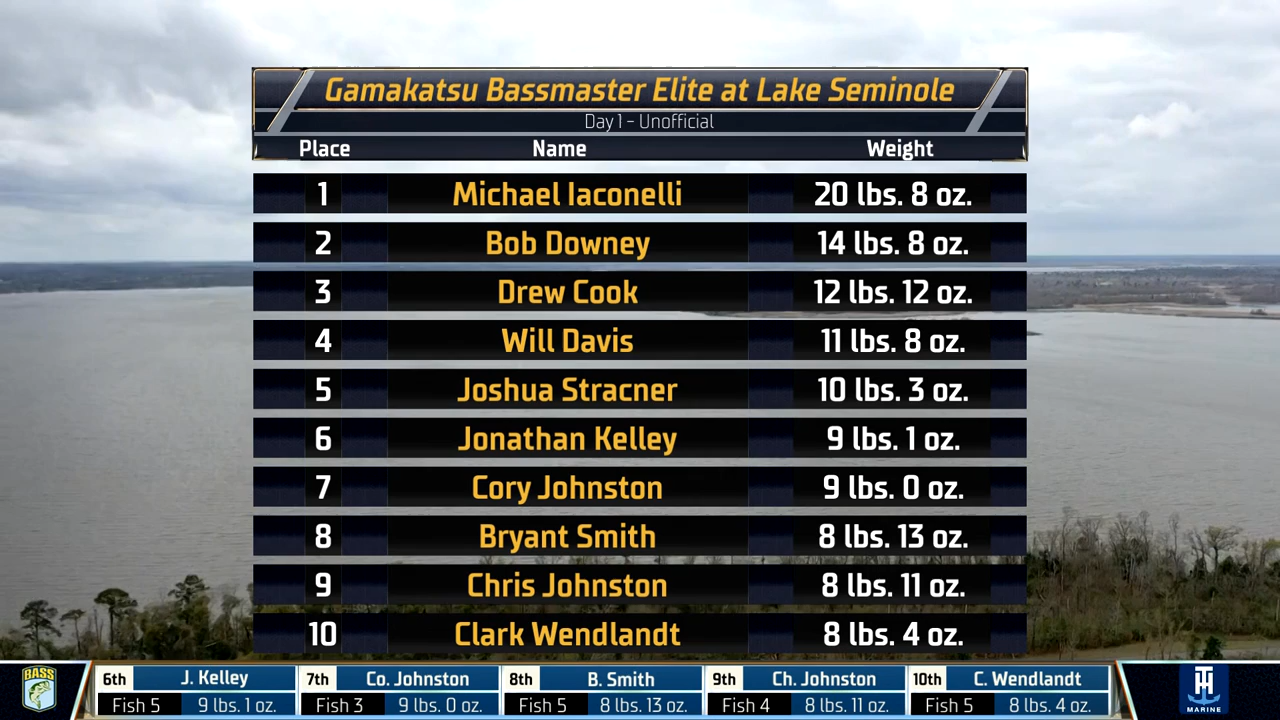 Gamakatsu Bassmaster Elite at Lake Seminole
Day 1 - Unofficial
Place Name Weight
1 Michael Iaconelli 20 lbs. 8 oz.
2 Bob Downey 14 lbs. 8 oz.
3 Drew Cook 12 lbs. 12 oz.
4 Will Davis 11 lbs. 8 oz.
5 Joshua Stracner 10 lbs. 3 oz.
6 Jonathan Kelley 9 lbs. 1 oz.
7 Cory Johnston 9 lbs. 0 oz.
8 Bryant Smith 8 lbs. 13 oz.
9 Chris Johnston 8 lbs. 11 oz.
10 Clark Wendlandt 8 lbs. 4 oz.
BASS
6th J. Kelley
Fish 5 9 lbs. 1 oz.
7th Co. Johnston
Fish 3 9 lbs. 0 oz.
8th B. Smith
Fish 5 8 lbs. 13 oz.
9th Ch. Johnston
Fish 4 8 lbs. 11 oz.
10th C. Wendlandt
Fish 5 8 lbs. 4 oz.
TH
MARINE